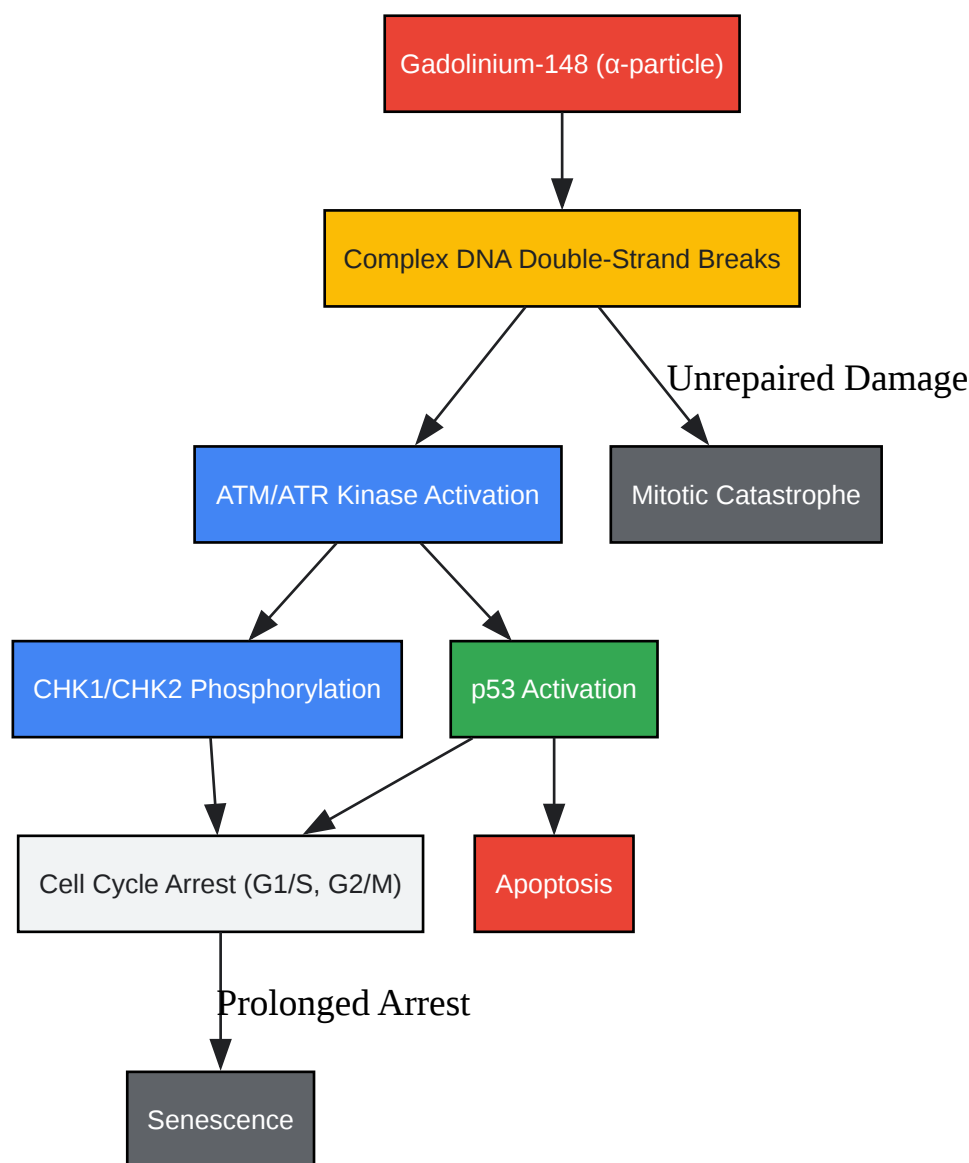 Gadolinium-148 (α-particle)
Complex DNA Double-Strand Breaks
Unrepaired Damage
ATM/ATR Kinase Activation
Mitotic Catastrophe
CHK1/CHK2 Phosphorylation
p53 Activation
Cell Cycle Arrest (G1/S, G2/M)
Apoptosis
Prolonged Arrest
Senescence